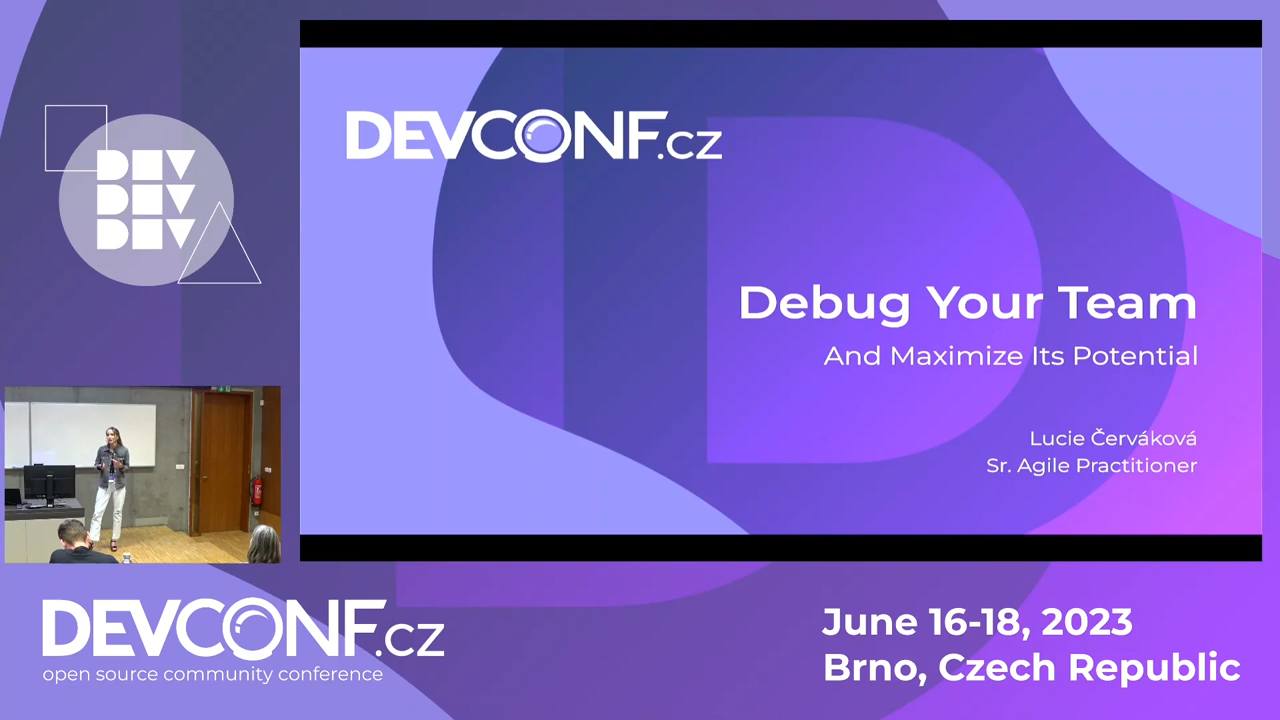 DEV
DEV
DEV
DEVCONF.cz
Debug Your Team
And Maximize Its Potential
Lucie Červáková
Sr. Agile Practitioner
DEVCONF.cz
open source community conference
June 16-18, 2023
Brno, Czech Republic